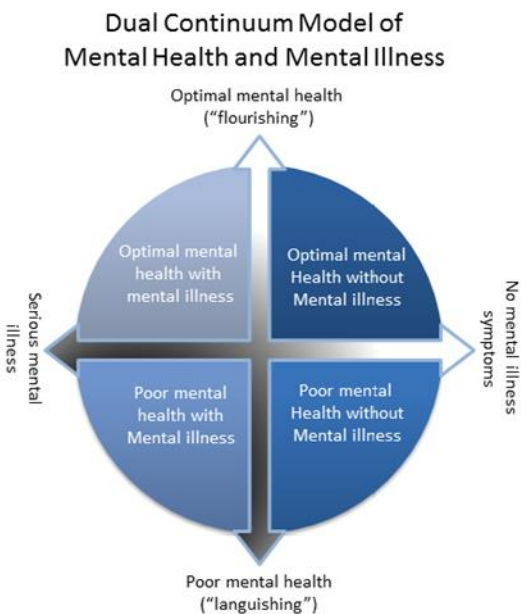 Dual Continuum Model of
Mental Health and Mental Illness
Optimal mental health
("flourishing")
Optimal mental
health with
mental illness
Optimal mental
Health without
Mental illness
Serious mental
illness
No mental illness
symptoms
Poor mental
health with
Mental illness
Poor mental
Health without
Mental illness
Poor mental health
("languishing")